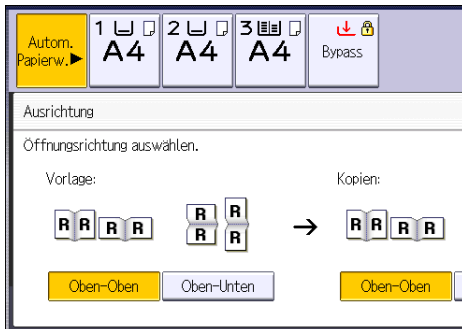 Autom.
Papierw.▶
1
A4
2
A4
3
A4
Bypass
Ausrichtung
Öffnungsrichtung auswählen.
Vorlage:
Kopien:
R R R R
R R
R R
→
R R R R
Oben-Oben
Oben-Unten
Oben-Oben